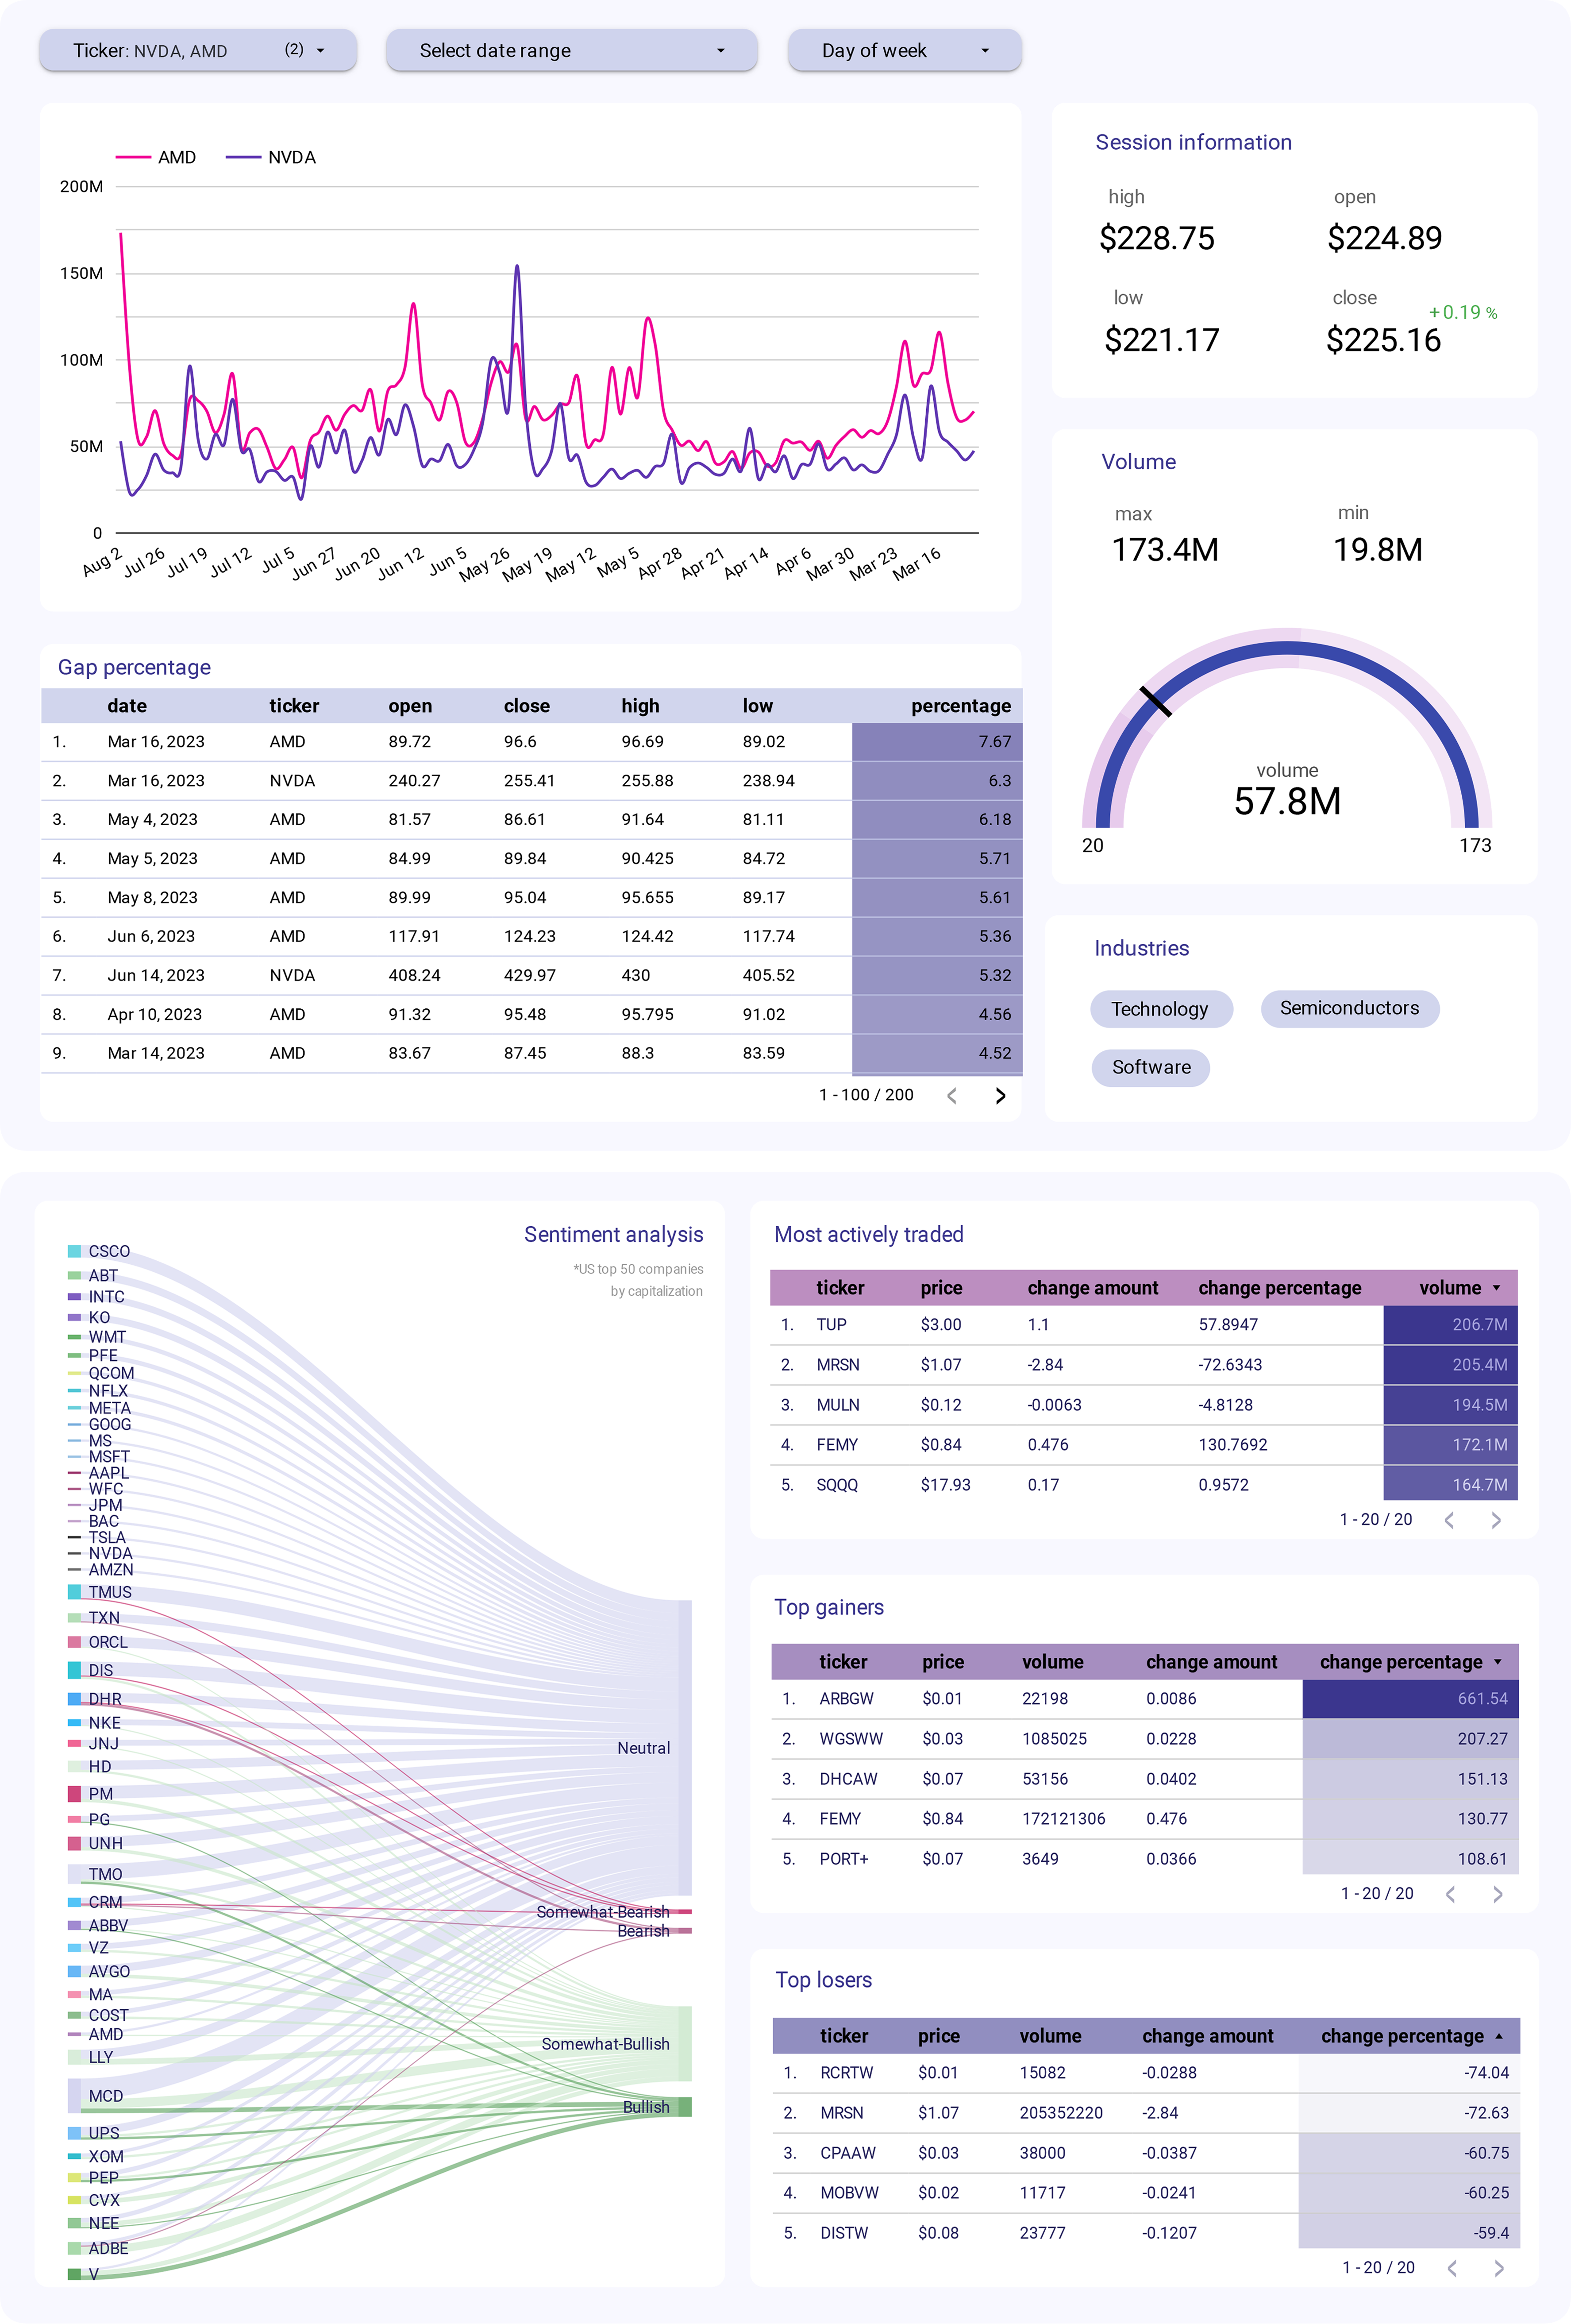 Ticker: NVDA, AMD (2)
Select date range
Day of week
AMD NVDA
200M
150M
100M
50M
0
Aug 2 Jul 26 Jul 19 Jul 12 Jul 5 Jun 27 Jun 20 Jun 12 Jun 5 May 26 May 19 May 12 May 5 Apr 28 Apr 21 Apr 14 Apr 6 Mar 30 Mar 23 Mar 16
Session information
high open
$228.75 $224.89
low close +0.19 %
$221.17 $225.16
Volume
max min
173.4M 19.8M
volume
57.8M
20 173
Gap percentage
date ticker open close high low percentage
1. Mar 16, 2023 AMD 89.72 96.6 96.69 89.02 7.67
2. Mar 16, 2023 NVDA 240.27 255.41 255.88 238.94 6.3
3. May 4, 2023 AMD 81.57 86.61 91.64 81.11 6.18
4. May 5, 2023 AMD 84.99 89.84 90.425 84.72 5.71
5. May 8, 2023 AMD 89.99 95.04 95.655 89.17 5.61
6. Jun 6, 2023 AMD 117.91 124.23 124.42 117.74 5.36
7. Jun 14, 2023 NVDA 408.24 429.97 430 405.52 5.32
8. Apr 10, 2023 AMD 91.32 95.48 95.795 91.02 4.56
9. Mar 14, 2023 AMD 83.67 87.45 88.3 83.59 4.52
1 - 100 / 200
Industries
Technology Semiconductors
Software
Sentiment analysis
*US top 50 companies
by capitalization
CSCO
ABT
INTC
KO
WMT
PFE
QCOM
NFLX
META
GOOG
MS
MSFT
AAPL
WFC
JPM
BAC
TSLA
NVDA
AMZN
TMUS
TXN
ORCL
DIS
DHR
NKE
JNJ
HD
PM
PG
UNH
TMO
CRM
ABBV
VZ
AVGO
MA
COST
AMD
LLY
MCD
UPS
XOM
PEP
CVX
NEE
ADBE
V
Neutral
Somewhat-Bearish
Bearish
Somewhat-Bullish
Bullish
Most actively traded
ticker price change amount change percentage volume
1. TUP $3.00 1.1 57.8947 206.7M
2. MRSN $1.07 -2.84 -72.6343 205.4M
3. MULN $0.12 -0.0063 -4.8128 194.5M
4. FEMY $0.84 0.476 130.7692 172.1M
5. SQQQ $17.93 0.17 0.9572 164.7M
1 - 20 / 20
Top gainers
ticker price volume change amount change percentage
1. ARBGW $0.01 22198 0.0086 661.54
2. WGSWW $0.03 1085025 0.0228 207.27
3. DHCAW $0.07 53156 0.0402 151.13
4. FEMY $0.84 172121306 0.476 130.77
5. PORT+ $0.07 3649 0.0366 108.61
1 - 20 / 20
Top losers
ticker price volume change amount change percentage
1. RCRTW $0.01 15082 -0.0288 -74.04
2. MRSN $1.07 205352220 -2.84 -72.63
3. CPAAW $0.03 38000 -0.0387 -60.75
4. MOBVW $0.02 11717 -0.0241 -60.25
5. DISTW $0.08 23777 -0.1207 -59.4
1 - 20 / 20